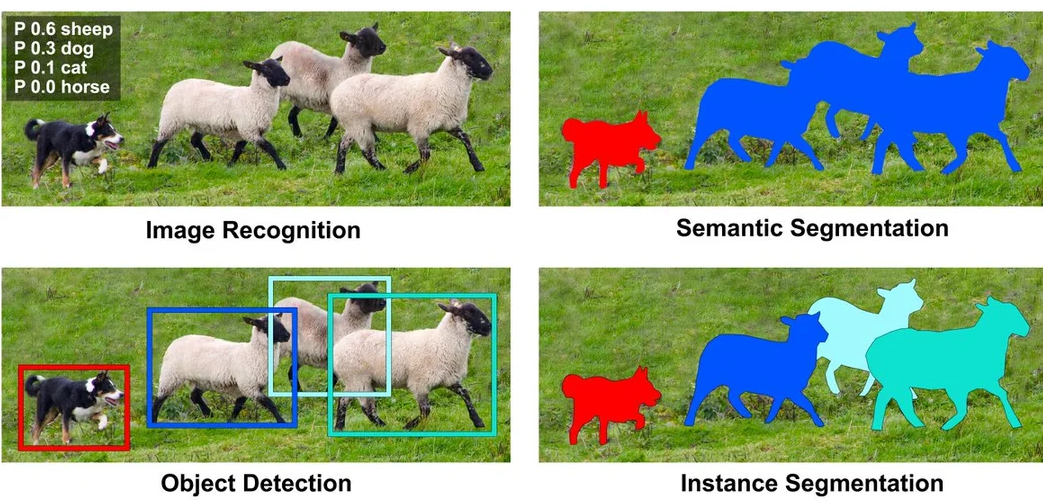 P 0.6 sheep
P 0.3 dog
P 0.1 cat
P 0.0 horse
Image Recognition
Semantic Segmentation
Object Detection
Instance Segmentation